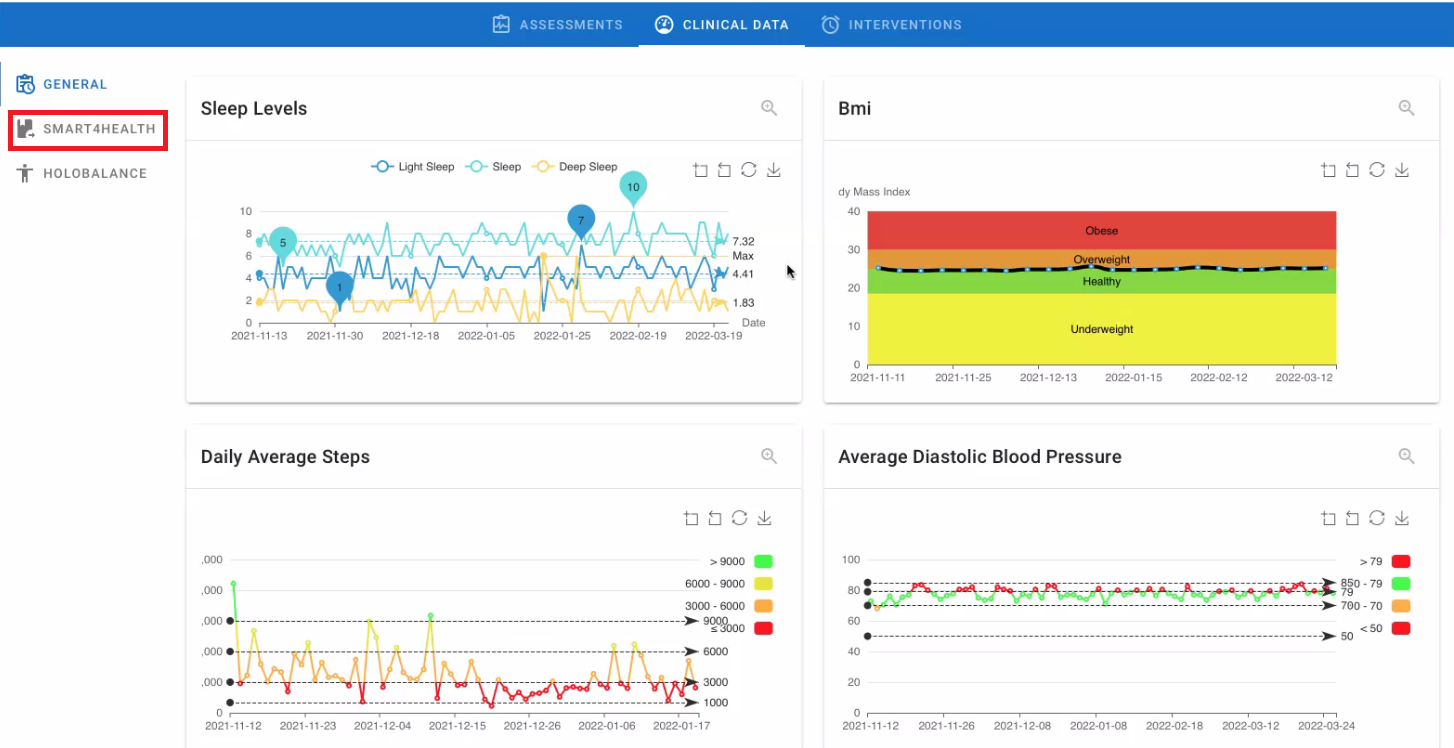 ASSESSMENTS CLINICAL DATA INTERVENTIONS
GENERAL
SMART4HEALTH
HOLOBALANCE
Sleep Levels
Light Sleep Sleep Deep Sleep
10
7
5
1
10
8
6
4
2
0
7.32
Max
4.41
1.83
Date
2021-11-13 2021-11-30 2021-12-18 2022-01-05 2022-01-25 2022-02-19 2022-03-19
Bmi
dy Mass Index
40
30
20
10
0
Obese
Overweight
Healthy
Underweight
2021-11-11 2021-11-25 2021-12-13 2022-01-15 2022-02-12 2022-03-12
Daily Average Steps
,000
,000
,000
,000
,000
0
> 9000
6000 - 9000
3000 - 6000
9000
≤ 3000
6000
3000
1000
2021-11-12 2021-11-23 2021-12-04 2021-12-15 2021-12-26 2022-01-06 2022-01-17
Average Diastolic Blood Pressure
100
80
60
40
20
0
> 79
850 - 79
79
700 - 70
< 50
50
2021-11-12 2021-11-26 2021-12-08 2022-01-08 2022-02-18 2022-03-12 2022-03-24